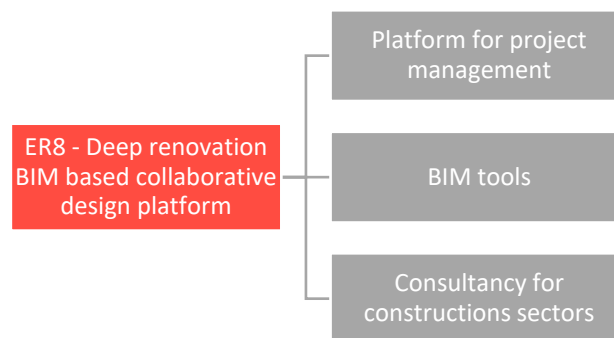 Platform for project
management
ER8 - Deep renovation
BIM based collaborative
design platform
BIM tools
Consultancy for
constructions sectors